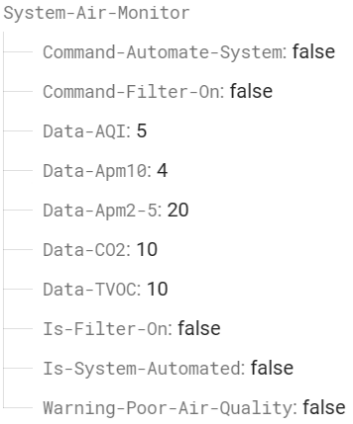 System-Air-Monitor
Command-Automate-System: false
Command-Filter-On: false
Data-AQI: 5
Data-Apm10: 4
Data-Apm2-5: 20
Data-CO2: 10
Data-TVOC: 10
Is-Filter-On: false
Is-System-Automated: false
Warning-Poor-Air-Quality: false